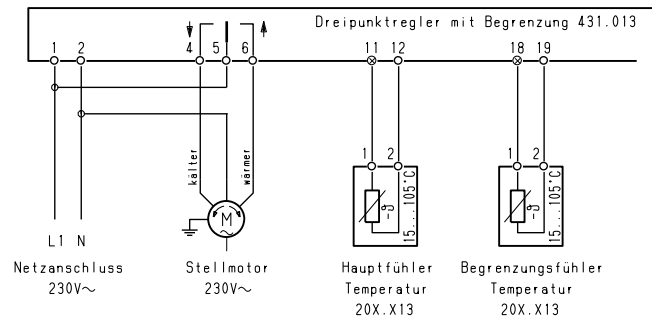 Dreipunktregler mit Begrenzung 431.013
1 2 4 5 6 11 12 18 19
kälter
wärmer
1 2
1 2
M
-ϑ
15...105°C
-ϑ
15...105°C
L1 N
Netzanschluss
230V~
Stellmotor
230V~
Hauptfühler
Temperatur
20X.X13
Begrenzungsfühler
Temperatur
20X.X13